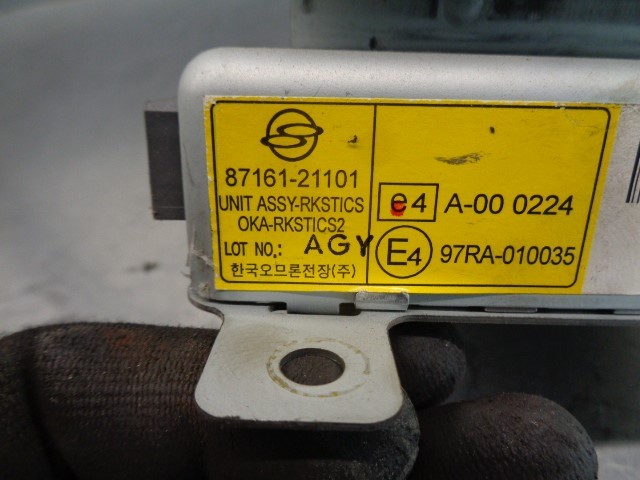 87161-21101
UNIT ASSY-RKSTICS
OKA-RKSTICS2
LOT NO.: AGY
한국오므론전장(주)
e4 A-00 0224
E4 97RA-010035